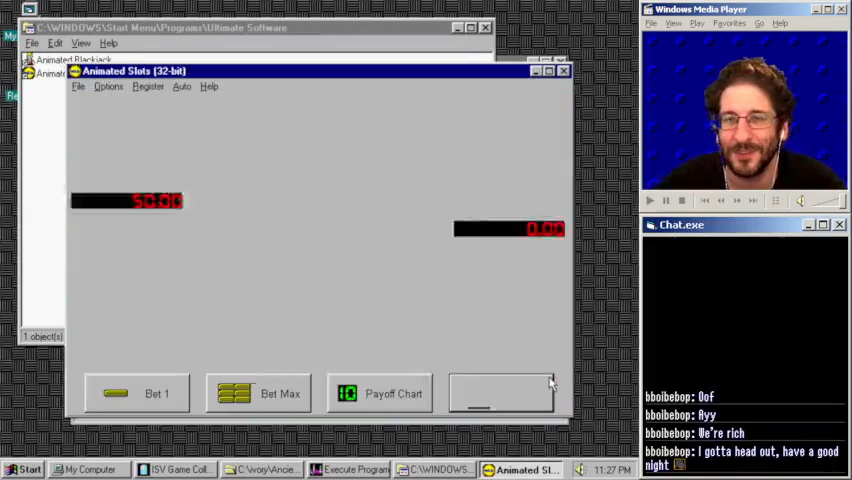 C:\WINDOWS\Start Menu\Programs\Ultimate Software
File Edit View Help
Animated Blackjack
Animated Slots (32-bit)
File Options Register Auto Help
50.00
0.00
Bet 1
Bet Max
10
Payoff Chart
1 object(s)
Windows Media Player
File View Play Favorites Go Help
Chat.exe
bboibebop: Oof
bboibebop: Ayy
bboibebop: We're rich
bboibebop: I gotta head out, have a good
night
Start
My Computer
ISV Game Coll...
C:\ivory\Ancie...
Execute Program
C:\WINDOWS...
Animated Sl...
11:27 PM